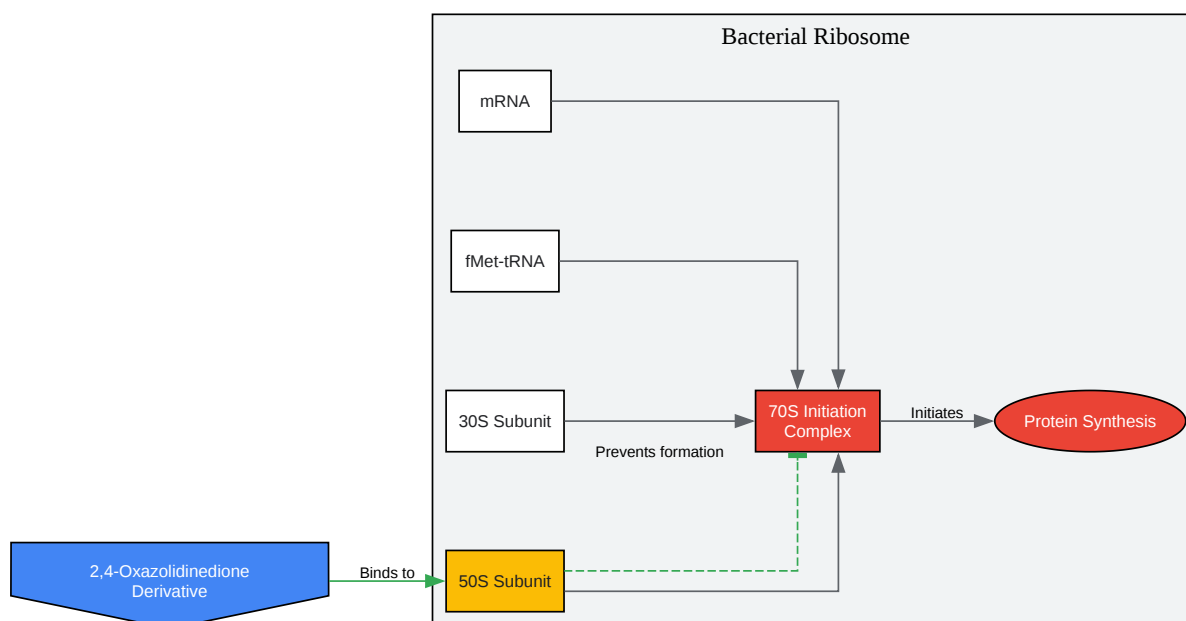 Bacterial Ribosome
mRNA
fMet-tRNA
30S Subunit
70S Initiation
Complex
Initiates
Protein Synthesis
Prevents formation
2,4-Oxazolidinedione
Derivative
Binds to
50S Subunit